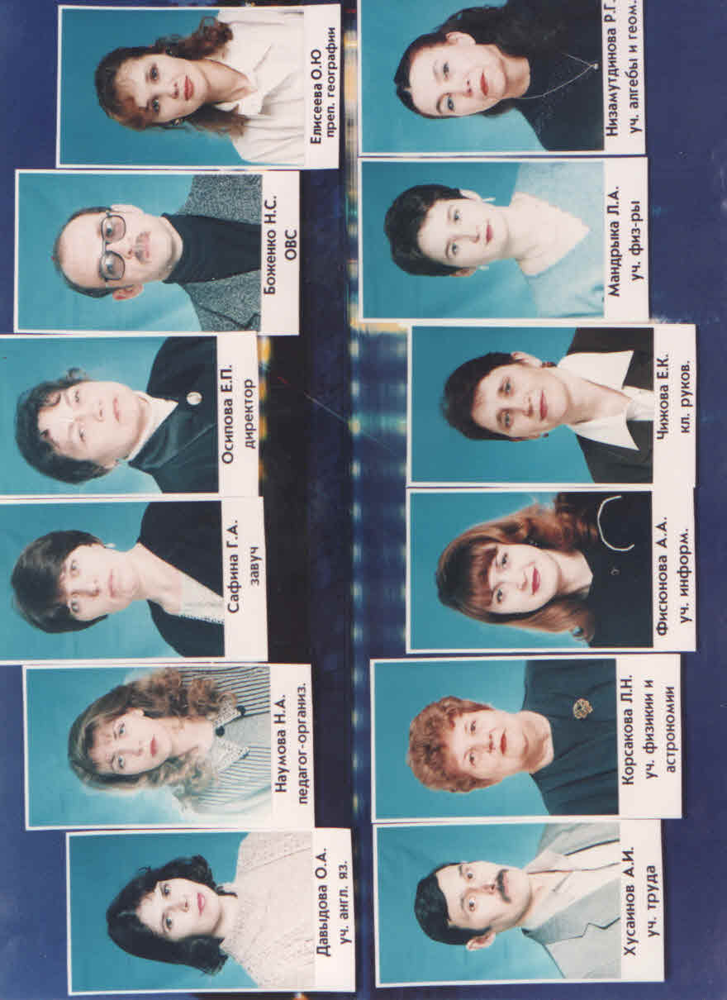 Давыдова О.А.
уч. англ. яз.
Наумова Н.А.
педагог-организ.
Сафина Г.А.
завуч
Осипова Е.П.
директор
Боженко Н.С.
ОВС
Елисеева О.Ю
преп. географии
Хусаинов А.И.
уч. труда
Корсакова Л.Н.
уч. физикии и
астрономии
Фисюнова А.А.
уч. информ.
Чижова Е.К.
кл. руков.
Мандрыка Л.А.
уч. физ-ры
Низамутдинова Р.Г.
уч. алгебы и геом.